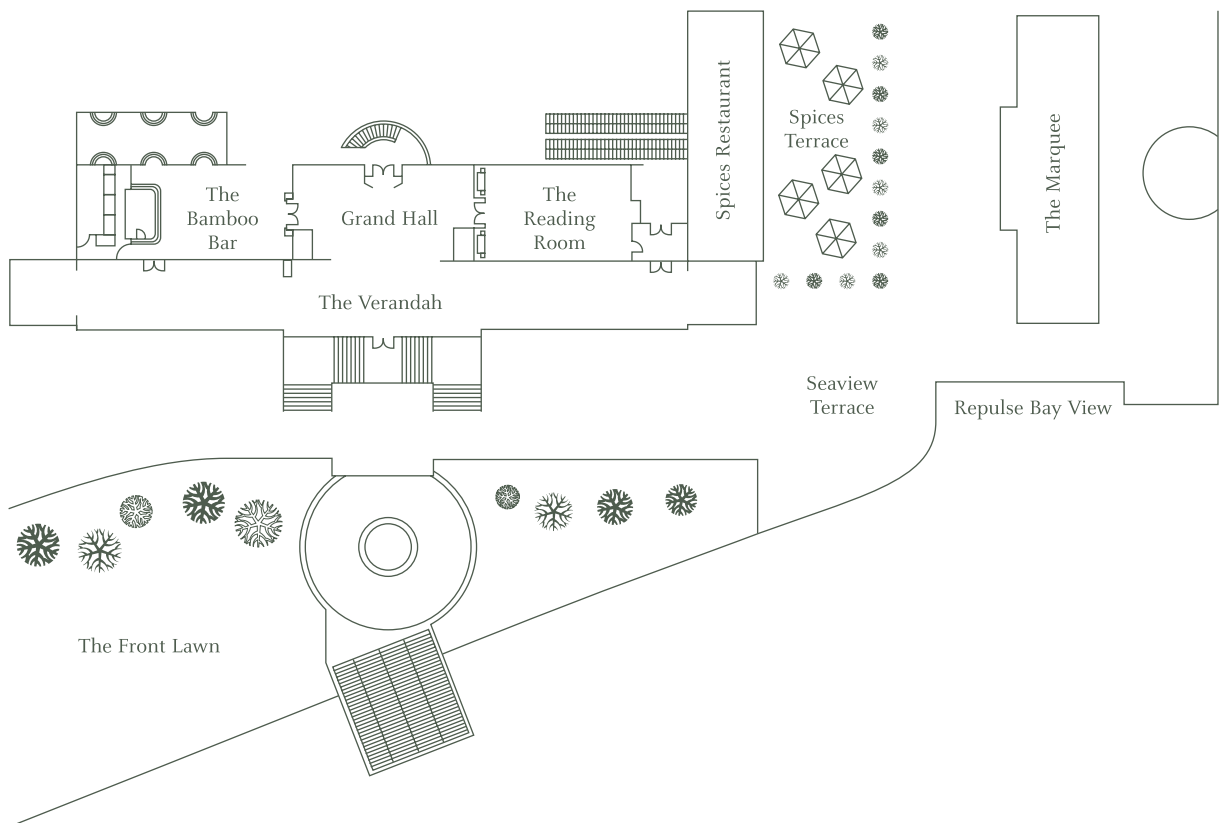 The
Bamboo
Bar
Grand Hall
The
Reading
Room
Spices Restaurant
Spices
Terrace
The Marquee
The Verandah
Seaview
Terrace
Repulse Bay View
The Front Lawn